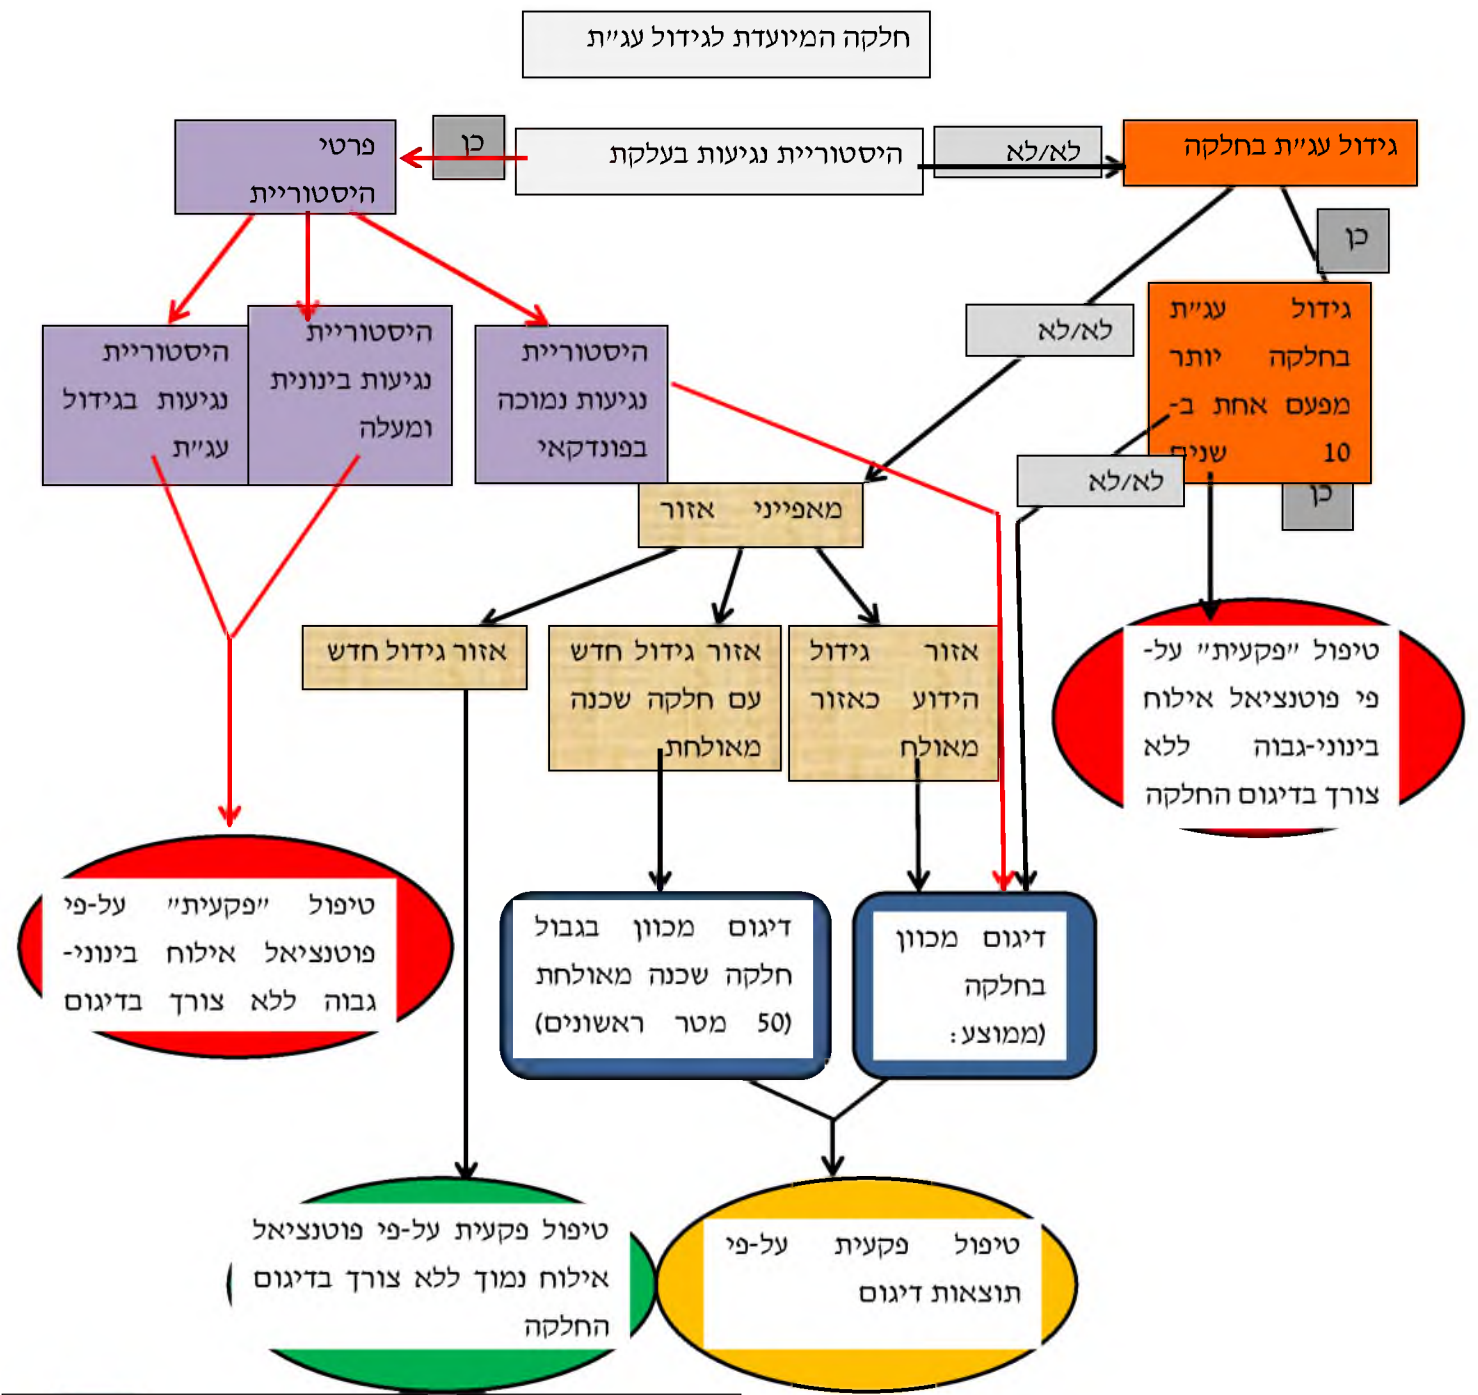 חלקה המיועדת לגידול עג״ת
גידול עג״ת בחלקה
לא/לא
היסטוריית נגיעות בעלקת
כן
פרטי
היסטוריית
כן
לא/לא
גידול עג״ת
בחלקה יותר
מפעם אחת ב-
10 שנים
לא/לא
כן
היסטוריית
נגיעות נמוכה
בפונדקאי
היסטוריית
נגיעות בינונית
ומעלה
היסטוריית
נגיעות בגידול
עג״ת
מאפייני אזור
אזור גידול
הידוע כאזור
מאולח
אזור גידול חדש
עם חלקה שכנה
מאולחת
אזור גידול חדש
טיפול ״פקעית״ על-
פי פוטנציאל אילוח
בינוני-גבוה ללא
צורך בדיגום החלקה
דיגום מכוון
בחלקה
(ממוצע:
דיגום מכוון בגבול
חלקה שכנה מאולחת
(50 מטר ראשונים)
טיפול ״פקעית״ על-פי
פוטנציאל אילוח בינוני-
גבוה ללא צורך בדיגום
טיפול פקעית על-פי
תוצאות דיגום
טיפול פקעית על-פי פוטנציאל
אילוח נמוך ללא צורך בדיגום
החלקה